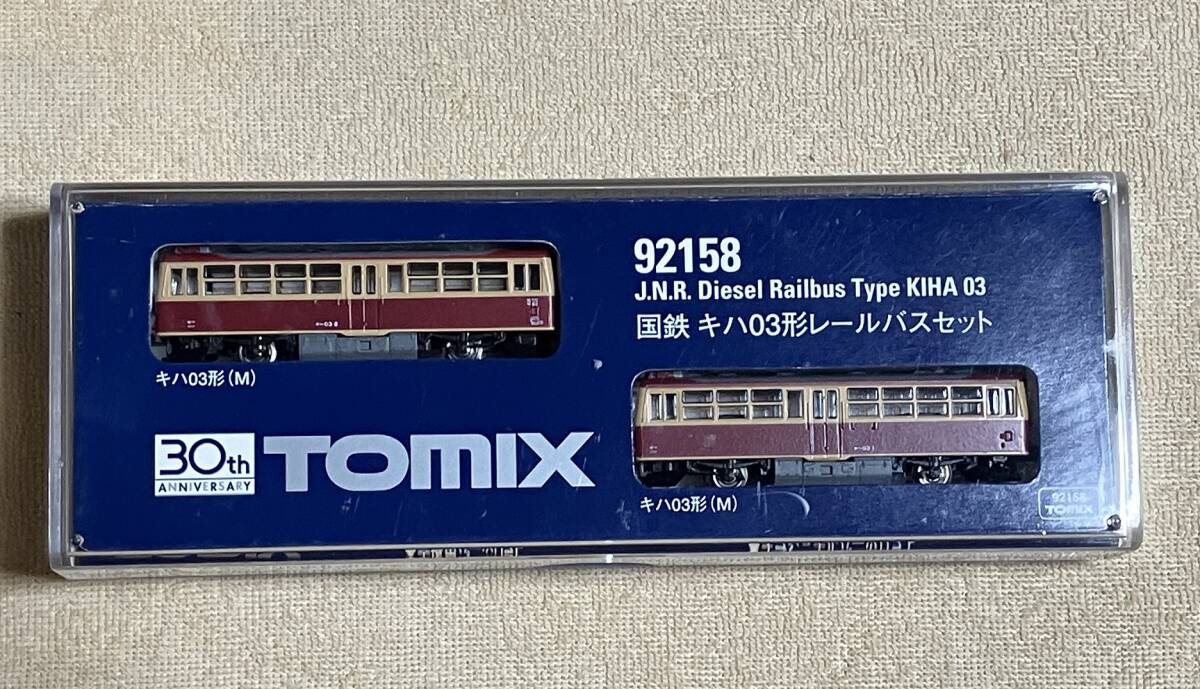 92158
J.N.R. Diesel Railbus Type KIHA 03
国鉄 キハ03形レールバスセット
キハ03形(M)
30th
ANNIVERSARY
TOMIX
キハ03形(M)
92158
TOMIX